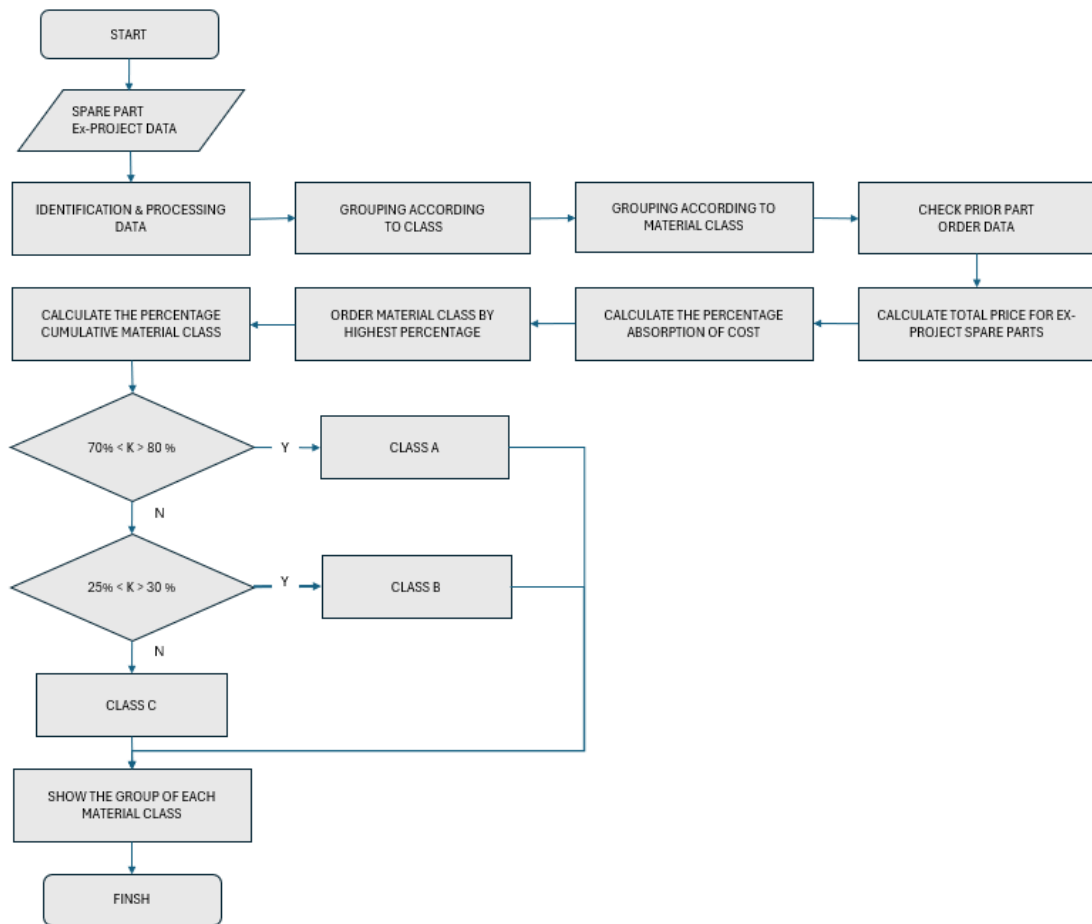 START
SPARE PART
Ex-PROJECT DATA
IDENTIFICATION & PROCESSING
DATA
GROUPING ACCORDING
TO CLASS
GROUPING ACCORDING TO
MATERIAL CLASS
CHECK PRIOR PART
ORDER DATA
CALCULATE TOTAL PRICE FOR EX-
PROJECT SPARE PARTS
CALCULATE THE PERCENTAGE
ABSORPTION OF COST
ORDER MATERIAL CLASS BY
HIGHEST PERCENTAGE
CALCULATE THE PERCENTAGE
CUMULATIVE MATERIAL CLASS
70% < K > 80 %
Y
CLASS A
N
25% < K > 30 %
Y
CLASS B
N
CLASS C
SHOW THE GROUP OF EACH
MATERIAL CLASS
FINSH